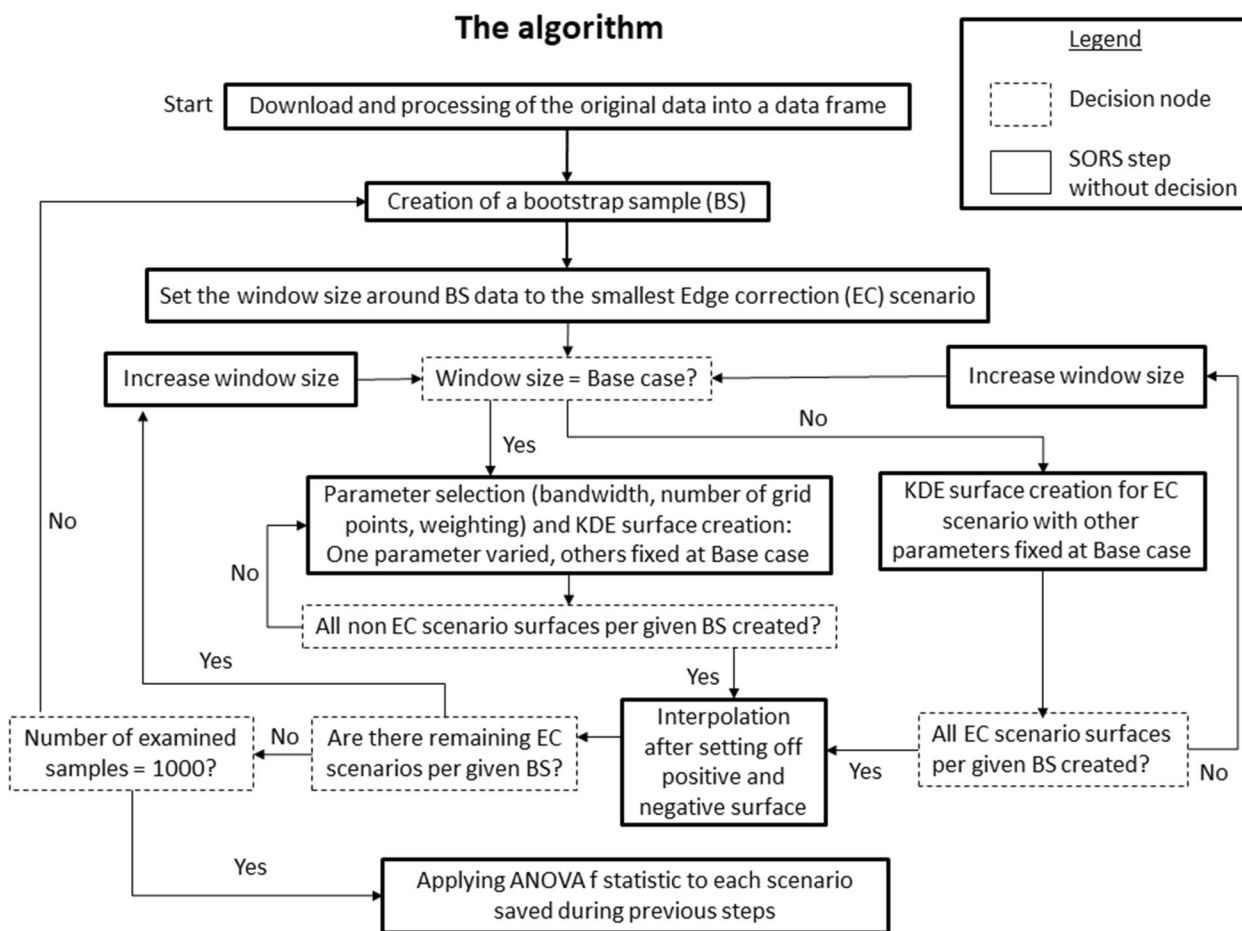 The algorithm
Legend
Decision node
SORS step
without decision
Start
Download and processing of the original data into a data frame
Creation of a bootstrap sample (BS)
Set the window size around BS data to the smallest Edge correction (EC) scenario
Increase window size
Window size = Base case?
Increase window size
Yes
No
No
Parameter selection (bandwidth, number of grid
points, weighting) and KDE surface creation:
One parameter varied, others fixed at Base case
KDE surface creation for EC
scenario with other
parameters fixed at Base case
No
All non EC scenario surfaces per given BS created?
Yes
Yes
Number of examined
samples = 1000?
No
Are there remaining EC
scenarios per given BS?
Interpolation
after setting off
positive and
negative surface
Yes
All EC scenario surfaces
per given BS created?
No
Yes
Applying ANOVA f statistic to each scenario
saved during previous steps